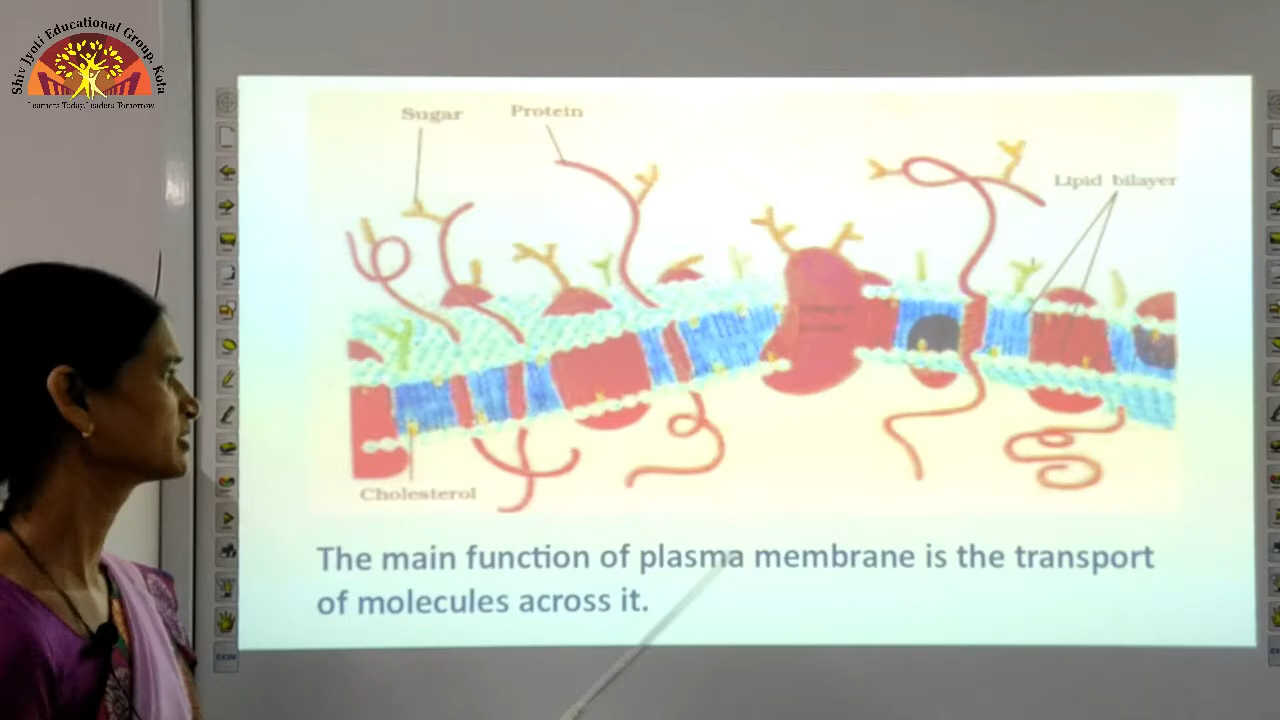 Shiv Jyoti Educational Group, Kota
Learners Today Leaders Tomorrow
Sugar
Protein
Lipid bilayer
Cholesterol
The main function of plasma membrane is the transport
of molecules across it.